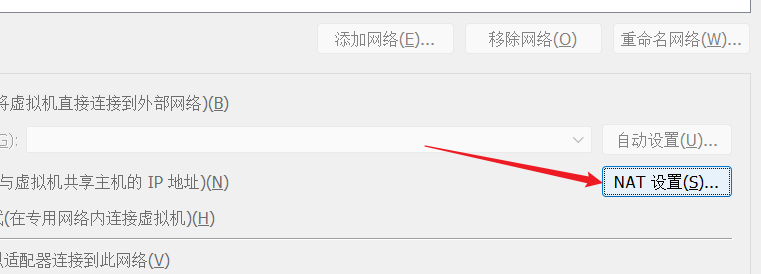 添加网络(E)... 移除网络(O) 重命名网络(W)...
将虚拟机直接连接到外部网络)(B)
G): 自动设置(U)...
与虚拟机共享主机的 IP 地址)(N) NAT 设置(S)...
(在专用网络内连接虚拟机)(H)
适配器连接到此网络(V)